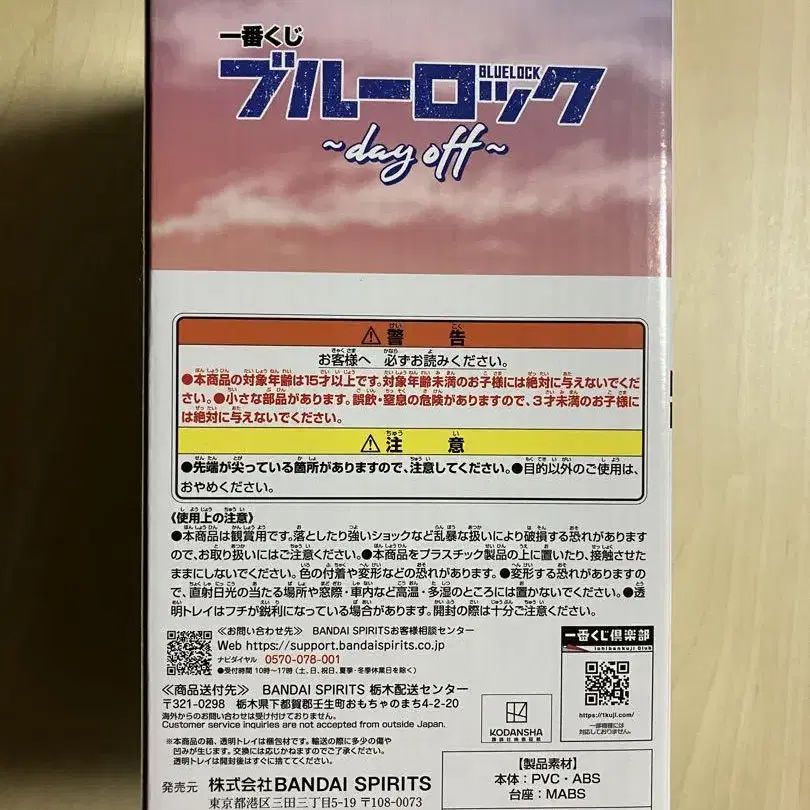 一番くじ
ブルーロック
BLUELOCK
~day off~
⚠警告
お客様へ 必ずお読みください。
●本商品の対象年齢は15才以上です。対象年齢未満のお子様には絶対に与えないでくだ
さい。●小さな部品があります。誤飲・窒息の危険がありますので、3才未満のお子様に
は絶対に与えないでください。
⚠注意
●先端が尖っている箇所がありますので、注意してください。●目的以外のご使用は、
おやめください。
《使用上の注意》
●本商品は観賞用です。落としたり強いショックなど乱暴な扱いにより破損する恐れがあります
ので、お取り扱いにはご注意ください。●本商品をプラスチック製品の上に置いたり、接触させた
ままにしないでください。色の付着や変形などの恐れがあります。●変形する恐れがありますの
で、直射日光の当たる場所や窓際・車内など高温・多湿のところには置かないでください。●透
明トレイはフチが鋭利になっている場合があります。開封の際は十分ご注意ください。
≪お問い合わせ先≫ BANDAI SPIRITSお客様相談センター
Web https://support.bandaispirits.co.jp
ナビダイヤル 0570-078-001
●受付時間 10時~17時(土、日、祝日、夏季・冬季休業日を除く)
一番くじ倶楽部
Ichibankuji Club
https://1kuji.com/
一部機種には
対応しておりません。
≪商品送付先≫ BANDAI SPIRITS 栃木配送センター
〒321-0298 栃木県下都賀郡壬生町おもちゃのまち4-2-20
海外からのお問い合わせは受け付けておりません。
Customer service inquiries are not accepted from outside Japan.
※本商品の箱、透明トレイは梱包材です。輸送の際に多少の傷や
凹みが生じます。交換には応じかねますのでご了承ください。
透明トレイは開封後はすぐに捨ててください。
KODANSHA
発売元 株式会社BANDAI SPIRITS
東京都港区三田三丁目5-19 〒108-0073
【製品素材】
本体:PVC・ABS
台座:MABS